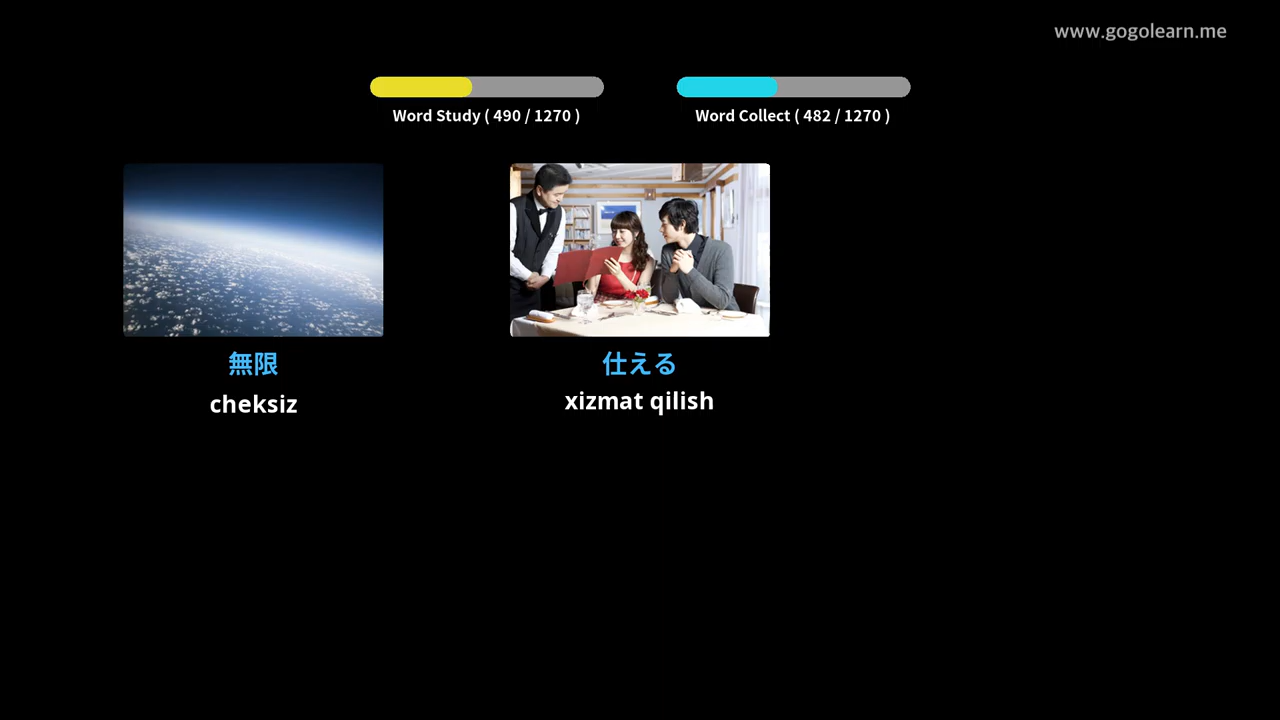 www.gogolearn.me
Word Study ( 490 / 1270 )
Word Collect ( 482 / 1270 )
無限
cheksiz
仕える
xizmat qilish